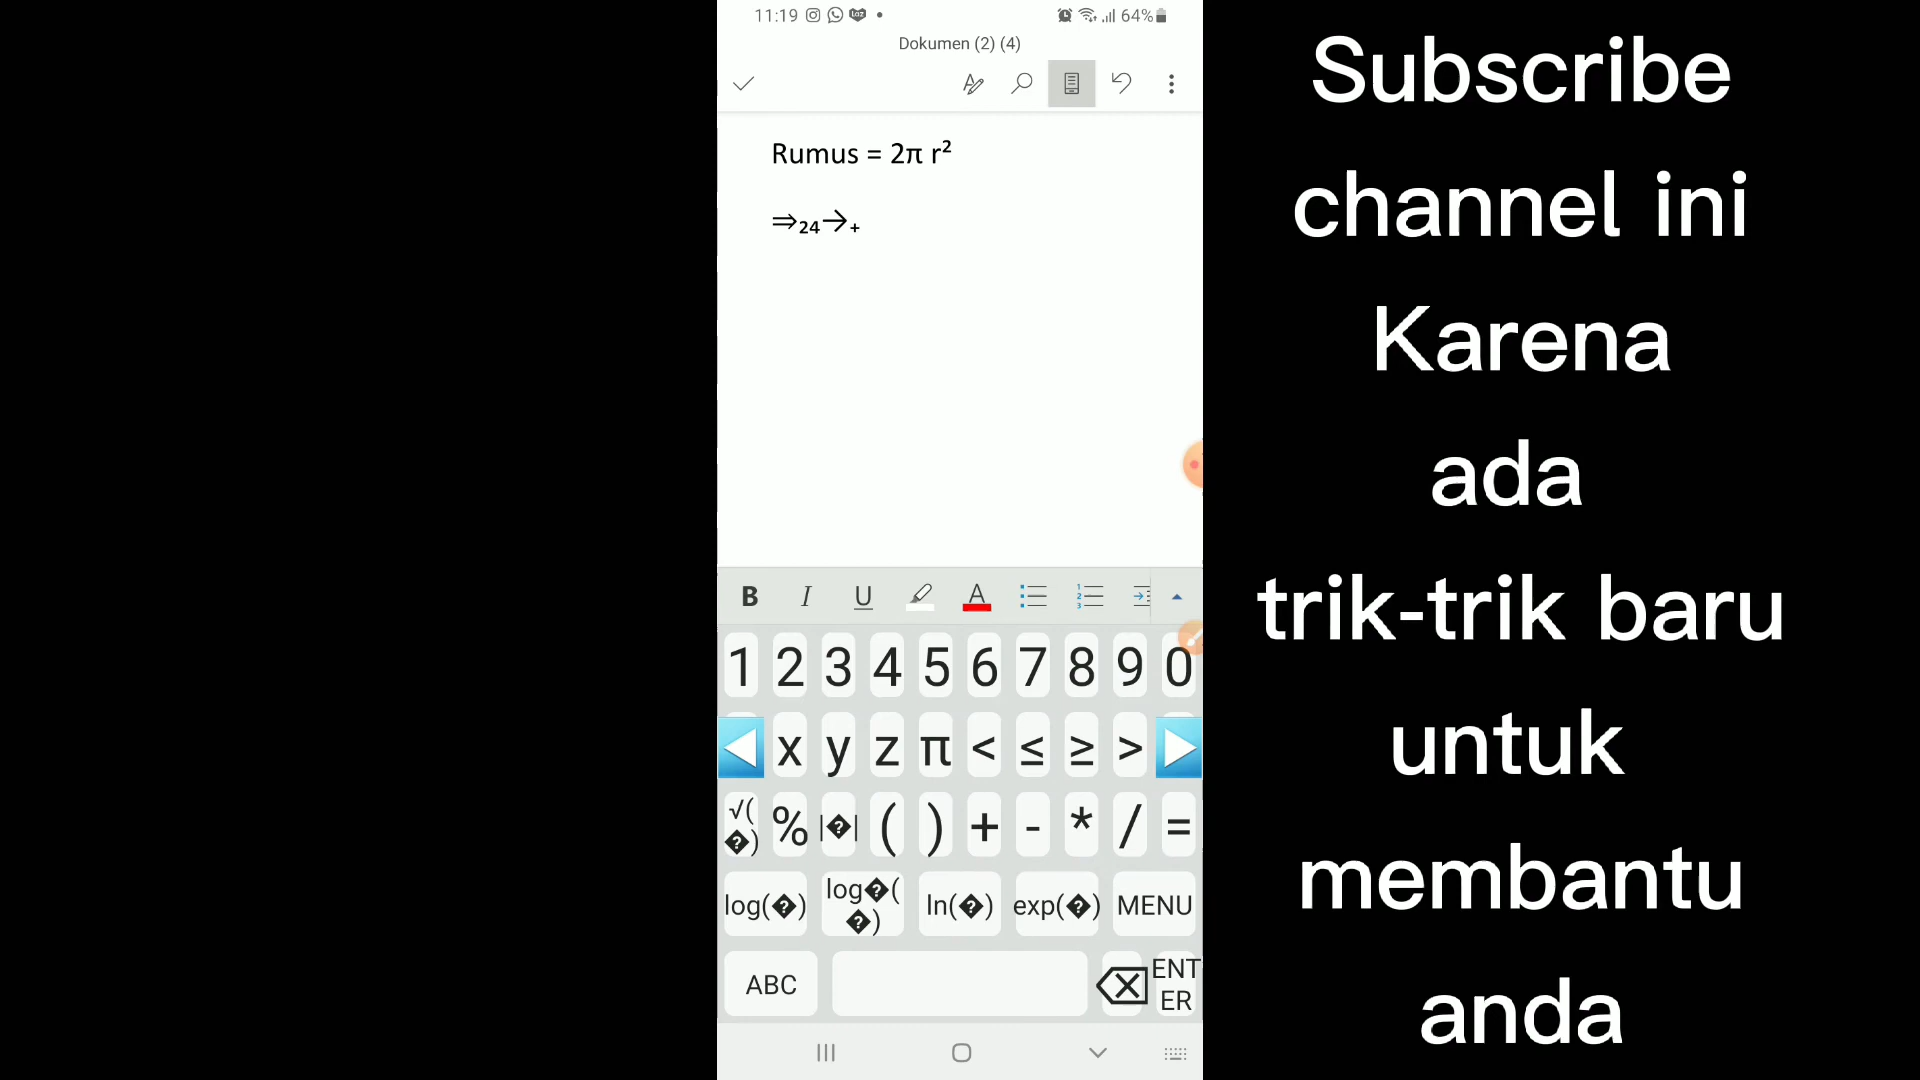 11:19
64%
Dokumen (2) (4)
Rumus = 2π r²
⇒₂₄→₊
B I U A
1 2 3 4 5 6 7 8 9 0
x y z π < ≤ ≥ >
√(�) % |�| ( ) + - * / =
log(�) log�(�) ln(�) exp(�) MENU
ABC ENTER
Subscribe
channel ini
Karena
ada
trik-trik baru
untuk
membantu
anda